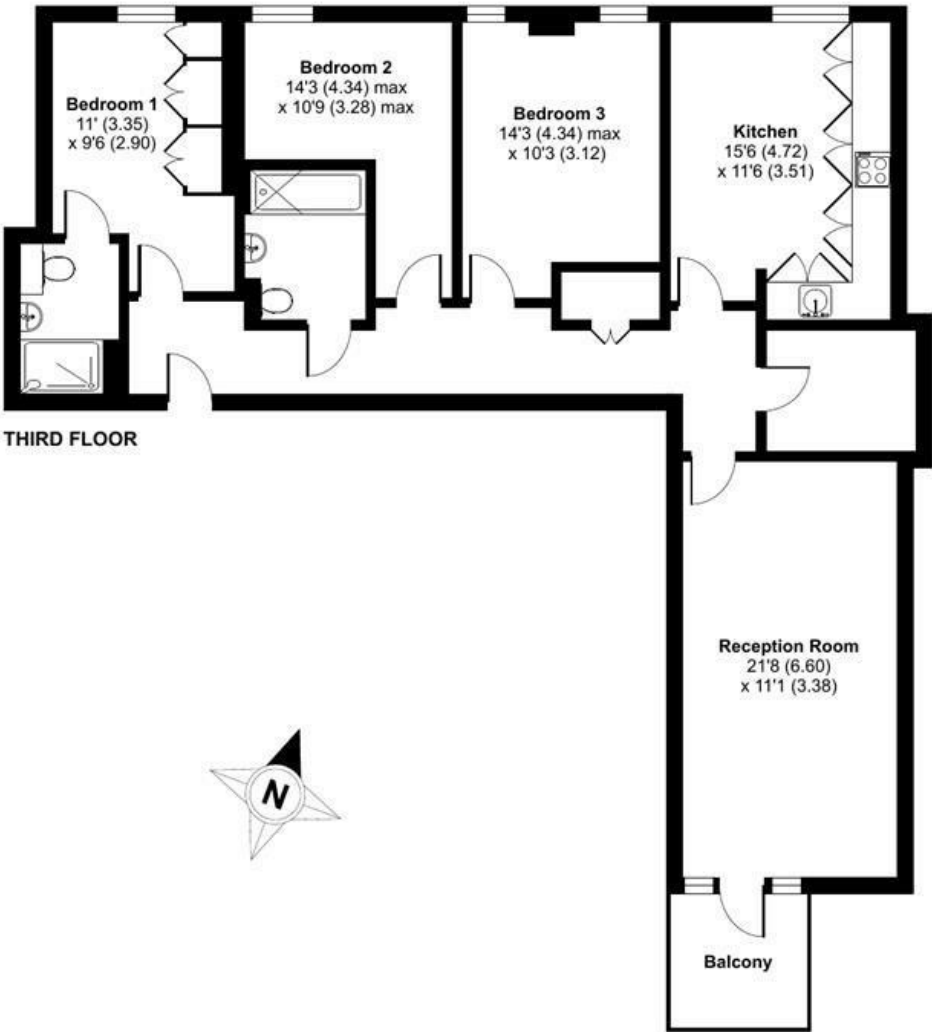 Bedroom 1
11' (3.35)
x 9'6 (2.90)
Bedroom 2
14'3 (4.34) max
x 10'9 (3.28) max
Bedroom 3
14'3 (4.34) max
x 10'3 (3.12)
Kitchen
15'6 (4.72)
x 11'6 (3.51)
THIRD FLOOR
Reception Room
21'8 (6.60)
x 11'1 (3.38)
N
Balcony